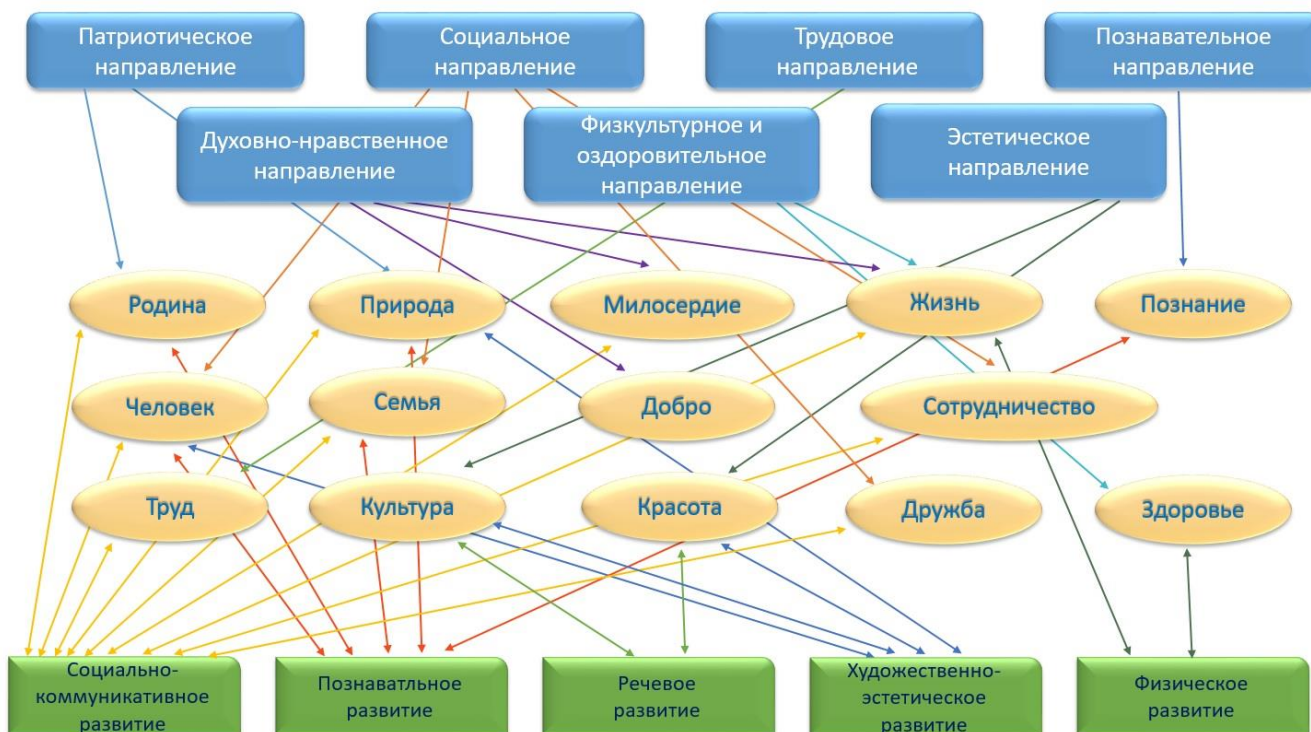 Патриотическое
направление
Социальное
направление
Трудовое
направление
Познавательное
направление
Духовно-нравственное
направление
Физкультурное и
оздоровительное
направление
Эстетическое
направление
Родина
Природа
Милосердие
Жизнь
Познание
Человек
Семья
Добро
Сотрудничество
Труд
Культура
Красота
Дружба
Здоровье
Социально-
коммуникативное
развитие
Познаватльное
развитие
Речевое
развитие
Художественно-
эстетическое
развитие
Физическое
развитие